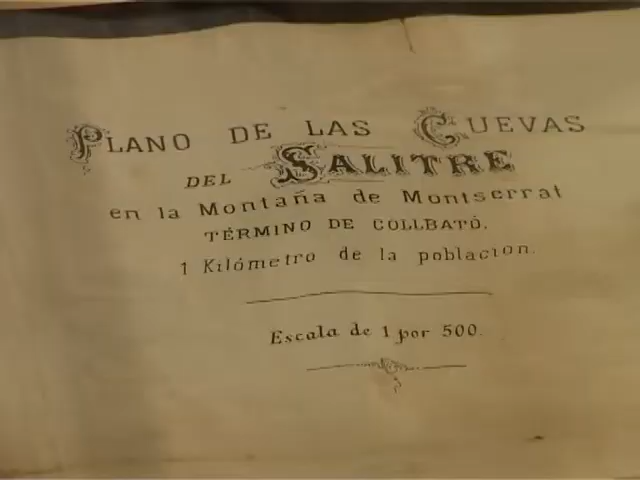 PLANO DE LAS CUEVAS
DEL SALITRE
en la Montaña de Montserrat
TÉRMINO DE COLLBATÓ.
1 Kilómetro de la poblacion.
Escala de 1 por 500.